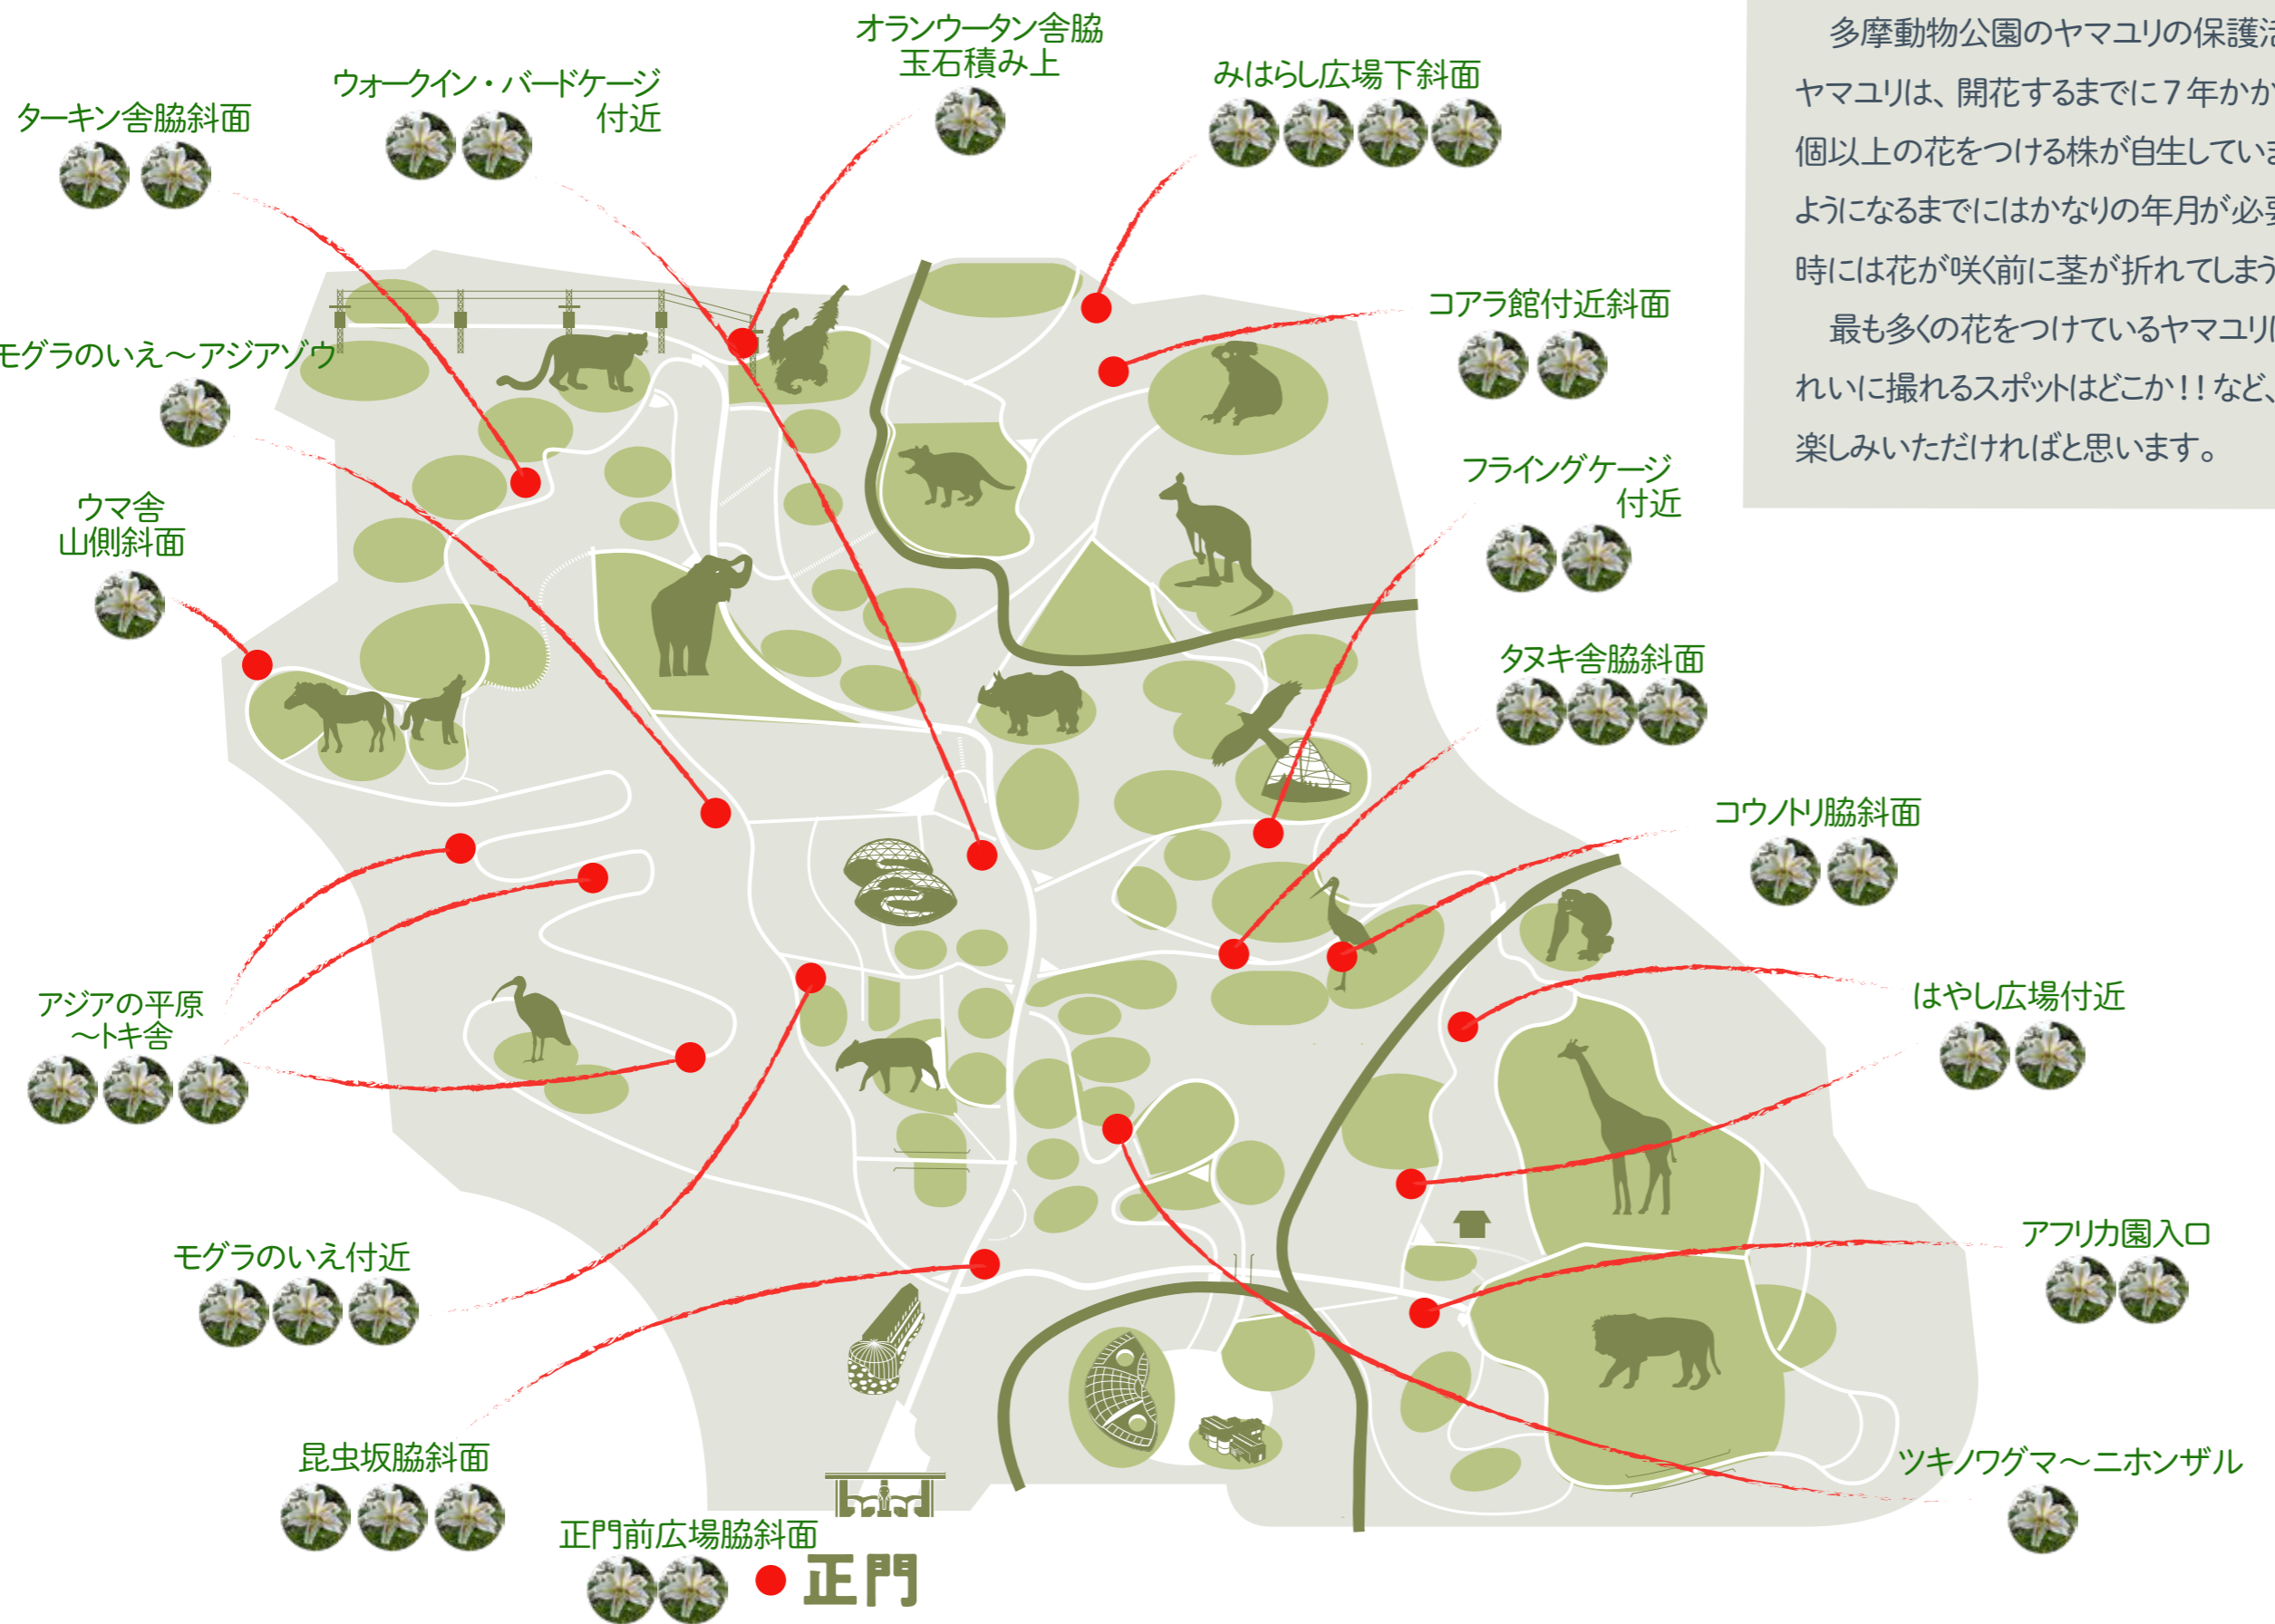 オランウータン舎脇
玉石積み上
ウォークイン・バードケージ
付近
みはらし広場下斜面
ターキン舎脇斜面
コアラ館付近斜面
モグラのいえ～アジアゾウ
フライングケージ
付近
ウマ舎
山側斜面
タヌキ舎脇斜面
コウノトリ脇斜面
アジアの平原
～トキ舎
はやし広場付近
モグラのいえ付近
アフリカ園入口
昆虫坂脇斜面
ツキノワグマ～ニホンザル
正門前広場脇斜面
正門
多摩動物公園のヤマユリの保護活
ヤマユリは、開花するまでに7年かか
個以上の花をつける株が自生していま
ようになるまでにはかなりの年月が必要
時には花が咲く前に茎が折れてしまう
最も多くの花をつけているヤマユリは
れいに撮れるスポットはどこか!!など、
楽しみいただければと思います。